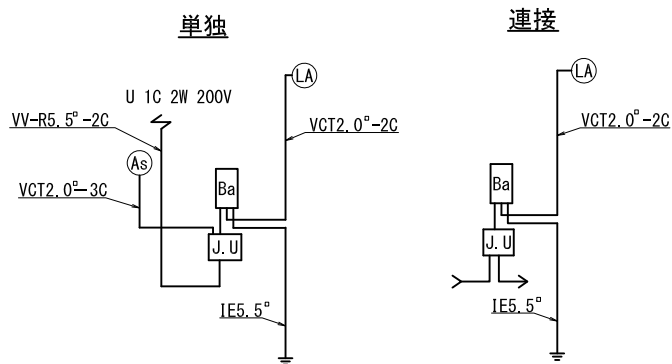 単独
連接
LA
LA
U 1C 2W 200V
VV-R5.5°-2C
VCT2.0°-2C
VCT2.0°-2C
As
Ba
Ba
VCT2.0°-3C
J.U
J.U
IE5.5°
IE5.5°